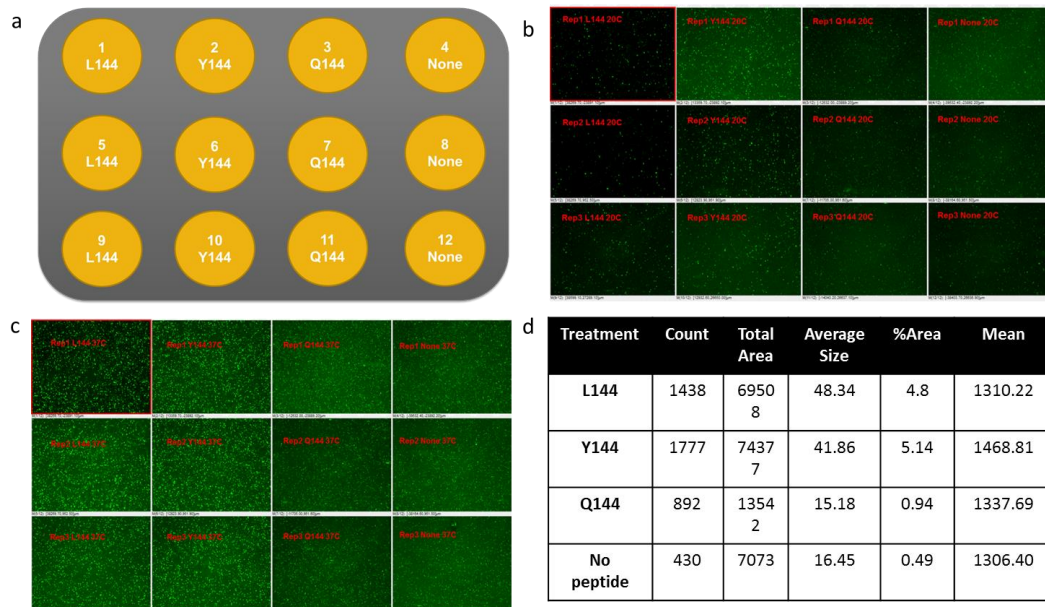 a
1
L144
2
Y144
3
Q144
4
None
5
L144
6
Y144
7
Q144
8
None
9
L144
10
Y144
11
Q144
12
None
b
Rep1 L144 20C
Rep1 Y144 20C
Rep1 Q144 20C
Rep1 None 20C
Rep2 L144 20C
Rep2 Y144 20C
Rep2 Q144 20C
Rep2 None 20C
Rep3 L144 20C
Rep3 Y144 20C
Rep3 Q144 20C
Rep3 None 20C
c
Rep1 L144 37C
Rep1 Y144 37C
Rep1 Q144 37C
Rep1 None 37C
Rep2 L144 37C
Rep2 Y144 37C
Rep2 Q144 37C
Rep2 None 37C
Rep3 L144 37C
Rep3 Y144 37C
Rep3 Q144 37C
Rep3 None 37C
d
Treatment Count Total Average %Area Mean
Area Size
L144 1438 6950 48.34 4.8 1310.22
8
Y144 1777 7437 41.86 5.14 1468.81
7
Q144 892 1354 15.18 0.94 1337.69
2
No 430 7073 16.45 0.49 1306.40
peptide